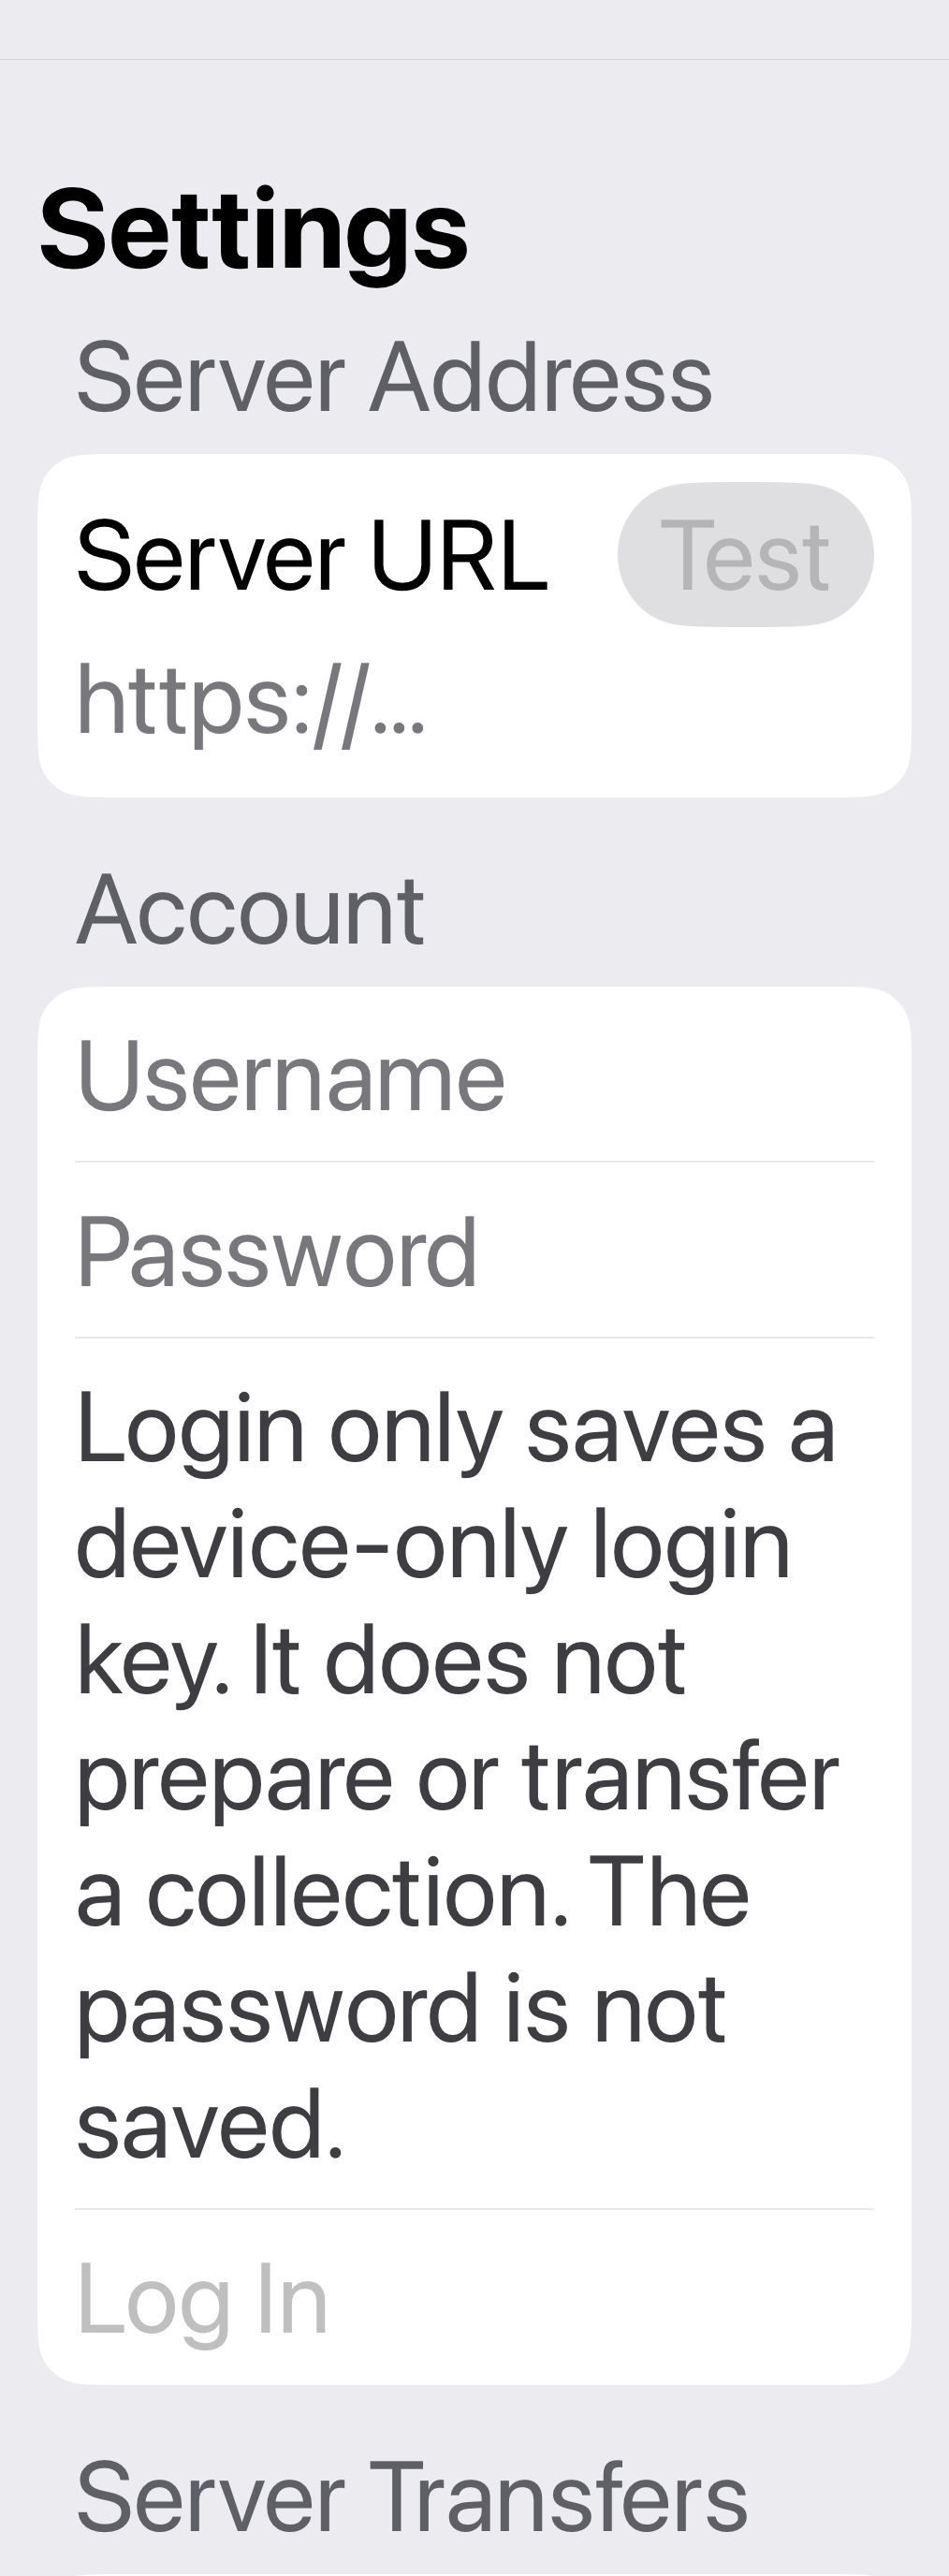 Settings
Server Address
Server URL
Test
https://...
Account
Username
Password
Login only saves a
device-only login
key. It does not
prepare or transfer
a collection. The
password is not
saved.
Log In
Server Transfers